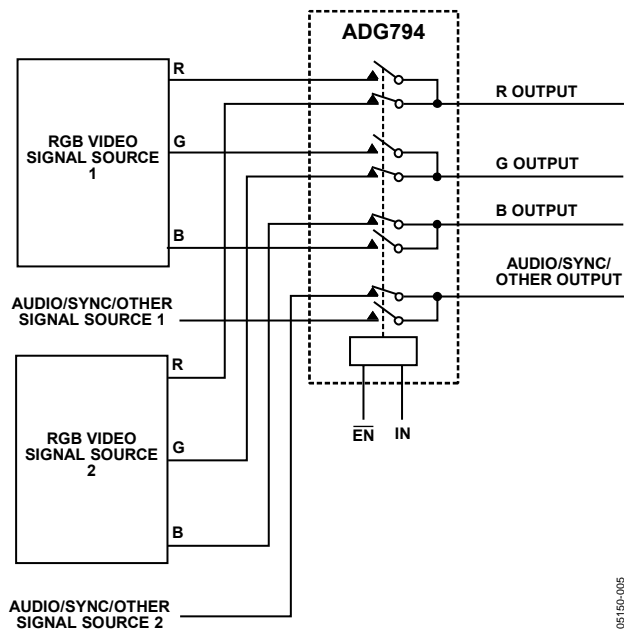 ADG794
R
RGB VIDEO
SIGNAL SOURCE
1
G
B
R OUTPUT
G OUTPUT
B OUTPUT
AUDIO/SYNC/
OTHER OUTPUT
AUDIO/SYNC/OTHER
SIGNAL SOURCE 1
R
RGB VIDEO
SIGNAL SOURCE
2
G
B
EN
IN
AUDIO/SYNC/OTHER
SIGNAL SOURCE 2
05150-005